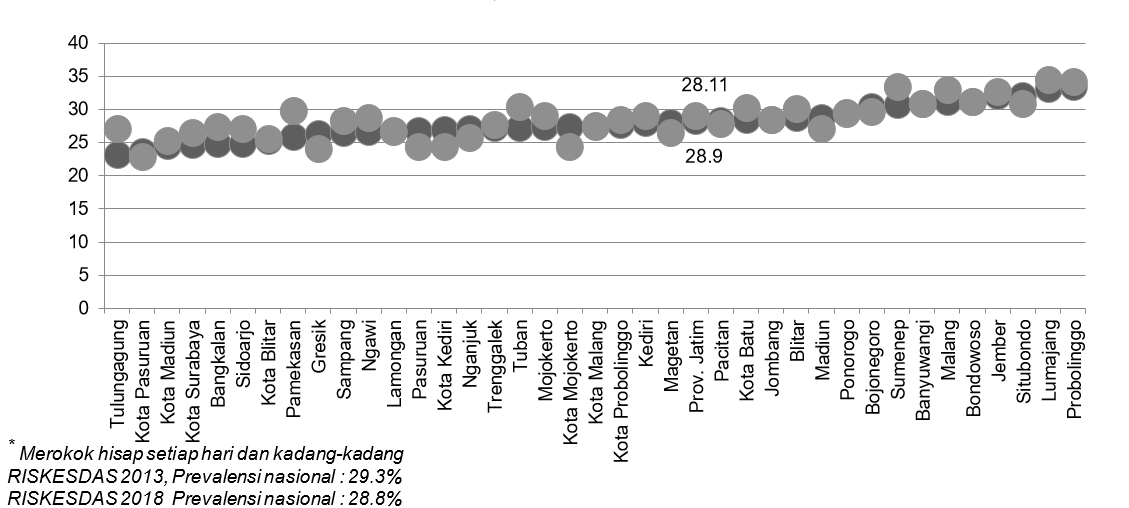 40
35
30
25
20
15
10
5
0
28.11
28.9
Tulungagung
Kota Pasuruan
Kota Madiun
Kota Surabaya
Bangkalan
Sidoarjo
Kota Blitar
Pamekasan
Gresik
Sampang
Ngawi
Lamongan
Pasuruan
Kota Kediri
Nganjuk
Trenggalek
Tuban
Mojokerto
Kota Mojokerto
Kota Malang
Kota Probolinggo
Kediri
Magetan
Prov. Jatim
Pacitan
Kota Batu
Jombang
Blitar
Madiun
Ponorogo
Bojonegoro
Sumenep
Banyuwangi
Malang
Bondowoso
Jember
Situbondo
Lumajang
Probolinggo
* Merokok hisap setiap hari dan kadang-kadang
RISKESDAS 2013, Prevalensi nasional : 29.3%
RISKESDAS 2018 Prevalensi nasional : 28.8%